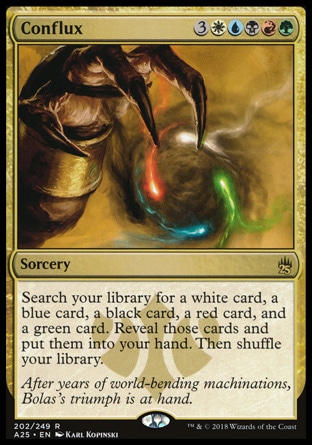 Conflux 3
Sorcery
25
Search your library for a white card, a
blue card, a black card, a red card, and
a green card. Reveal those cards and
put them into your hand. Then shuffle
your library.
After years of world-bending machinations,
Bolas's triumph is at hand.
202/249 R
A25 • EN KARL KOPINSKI
™ & © 2018 Wizards of the Coast